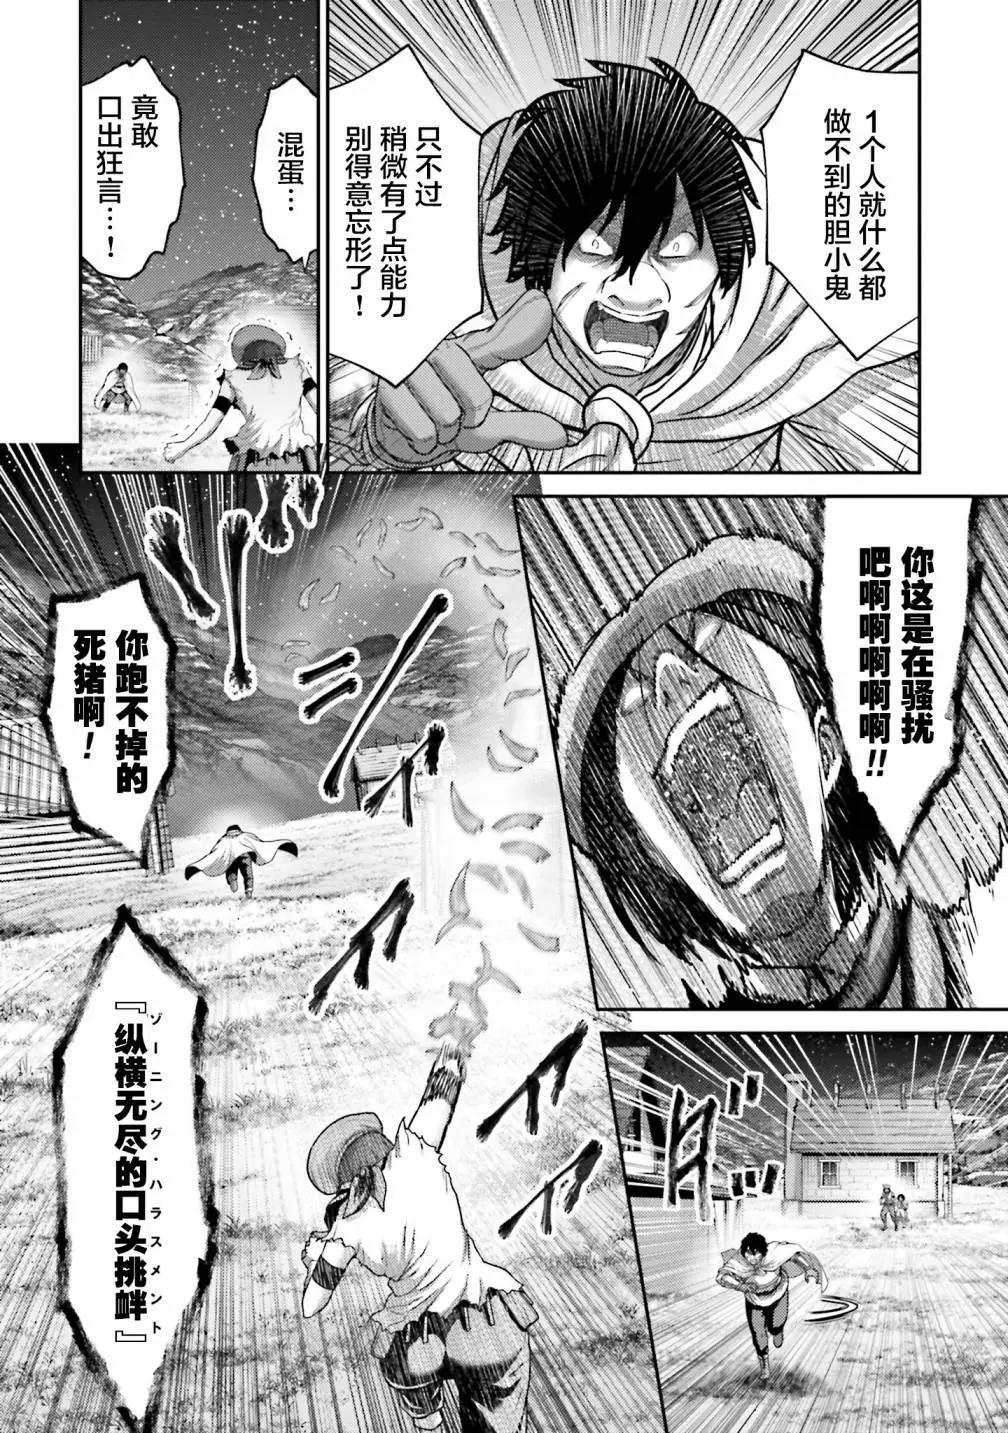 1个人就什么都
做不到的胆小鬼
只不过
稍微有了点能力
别得意忘形了！
混蛋…
竟敢
口出狂言…！
你这是在骚扰
吧啊啊啊啊啊!!
ダッ
你跑不掉的
死猪啊！
ゾーニング・ハラスメント
『纵横无尽的口头挑衅』